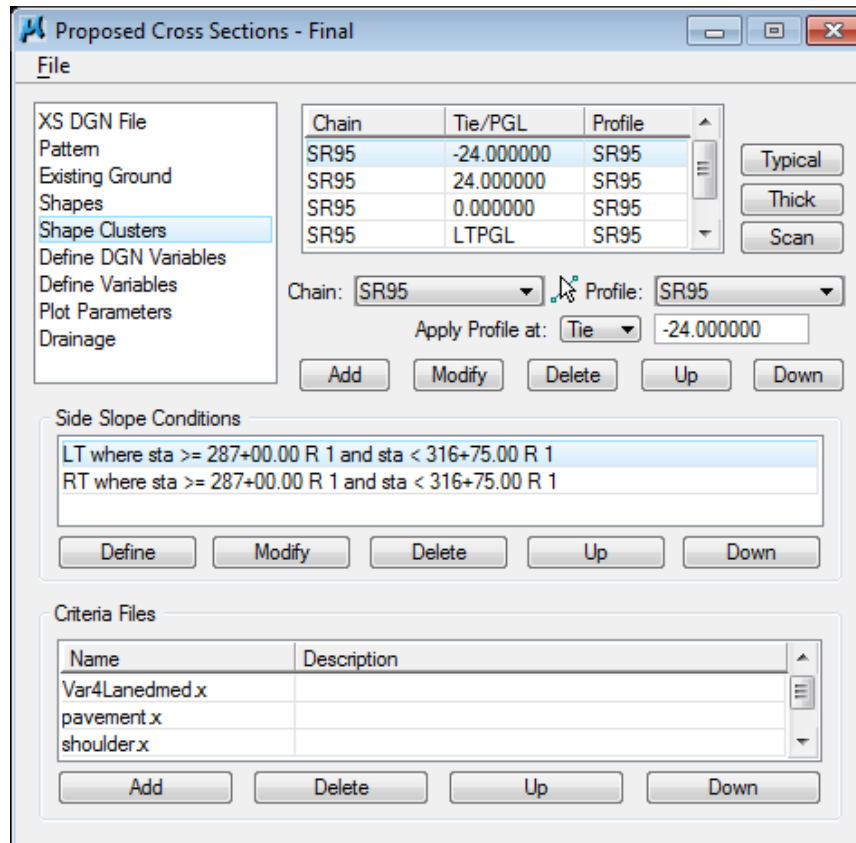 Proposed Cross Sections - Final
File
XS DGN File
Pattern
Existing Ground
Shapes
Shape Clusters
Define DGN Variables
Define Variables
Plot Parameters
Drainage
Chain Tie/PGL Profile
SR95 -24.000000 SR95
SR95 24.000000 SR95
SR95 0.000000 SR95
SR95 LTPGL SR95
Typical
Thick
Scan
Chain: SR95 Profile: SR95
Apply Profile at: Tie -24.000000
Add Modify Delete Up Down
Side Slope Conditions
LT where sta >= 287+00.00 R 1 and sta < 316+75.00 R 1
RT where sta >= 287+00.00 R 1 and sta < 316+75.00 R 1
Define Modify Delete Up Down
Criteria Files
Name Description
Var4Lanedmed.x
pavement.x
shoulder.x
Add Delete Up Down